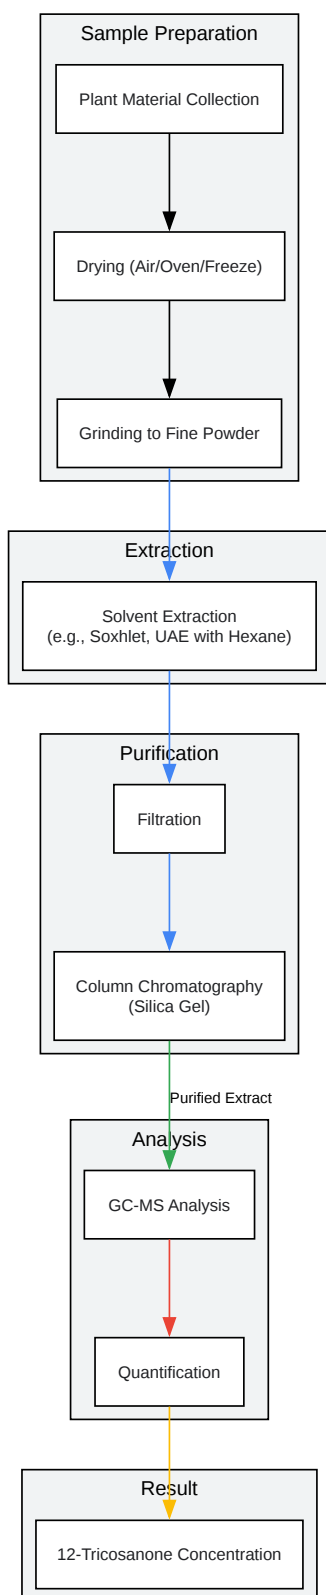 Sample Preparation
Plant Material Collection
Drying (Air/Oven/Freeze)
Grinding to Fine Powder
Extraction
Solvent Extraction
(e.g., Soxhlet, UAE with Hexane)
Purification
Filtration
Column Chromatography
(Silica Gel)
Purified Extract
Analysis
GC-MS Analysis
Quantification
Result
12-Tricosanone Concentration